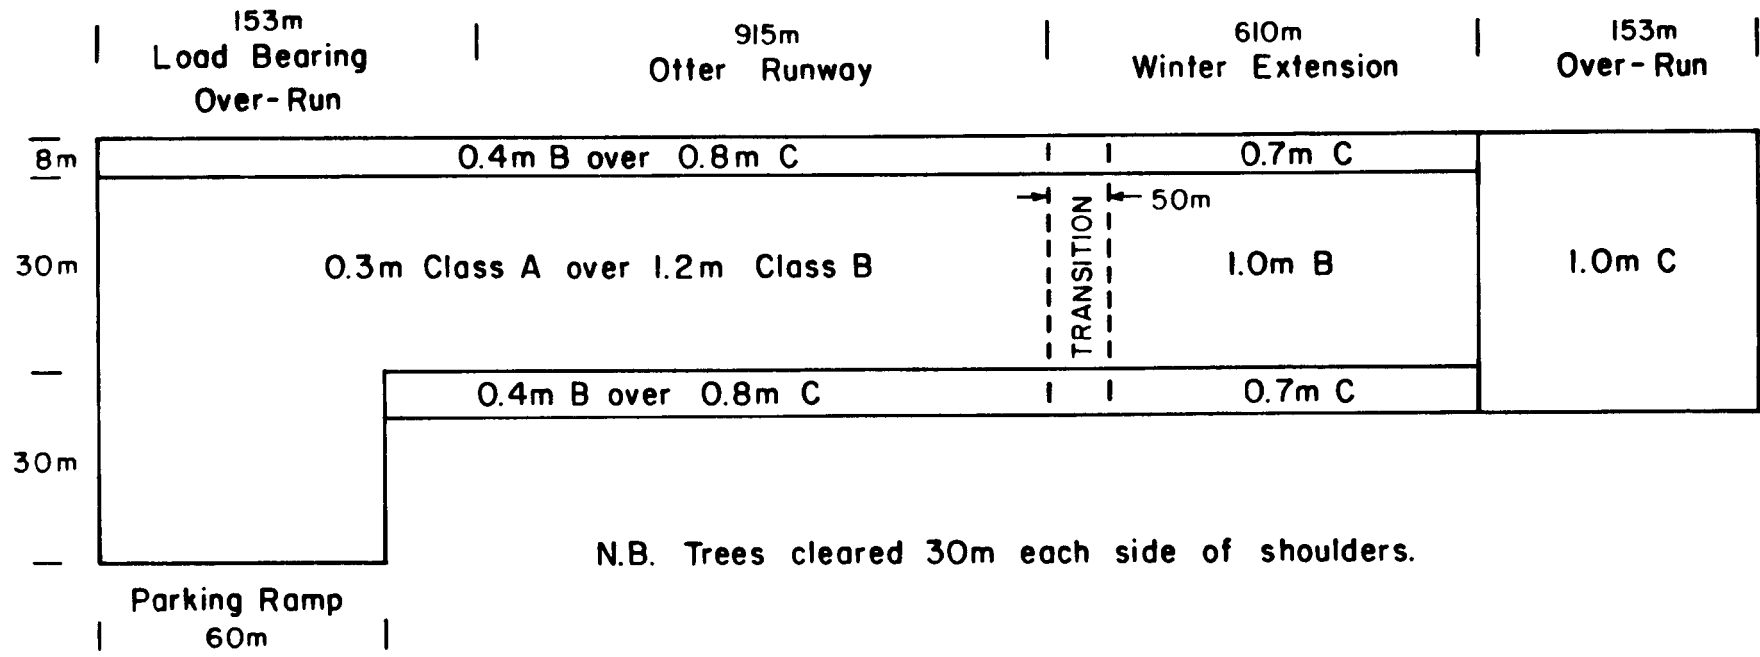 153m
Load Bearing
Over-Run
915m
Otter Runway
610m
Winter Extension
153m
Over-Run
8m
0.4m B over 0.8m C
0.7m C
50m
TRANSITION
30m
0.3m Class A over 1.2m Class B
1.0m B
1.0m C
0.4m B over 0.8m C
0.7m C
30m
N.B. Trees cleared 30m each side of shoulders.
Parking Ramp
60m